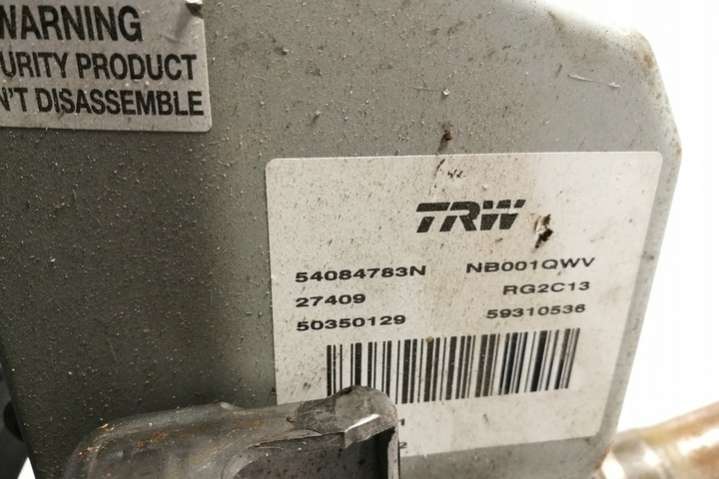 WARNING
URITY PRODUCT
N'T DISASSEMBLE
TRW
54084783N NB001QWV
27409 RG2C13
50350129 59310536